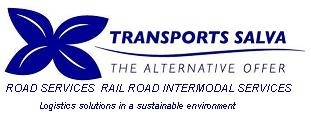 TRANSPORTS SALVA
THE ALTERNATIVE OFFER
ROAD SERVICES RAIL ROAD INTERMODAL SERVICES
Logistics solutions in a sustainable environment